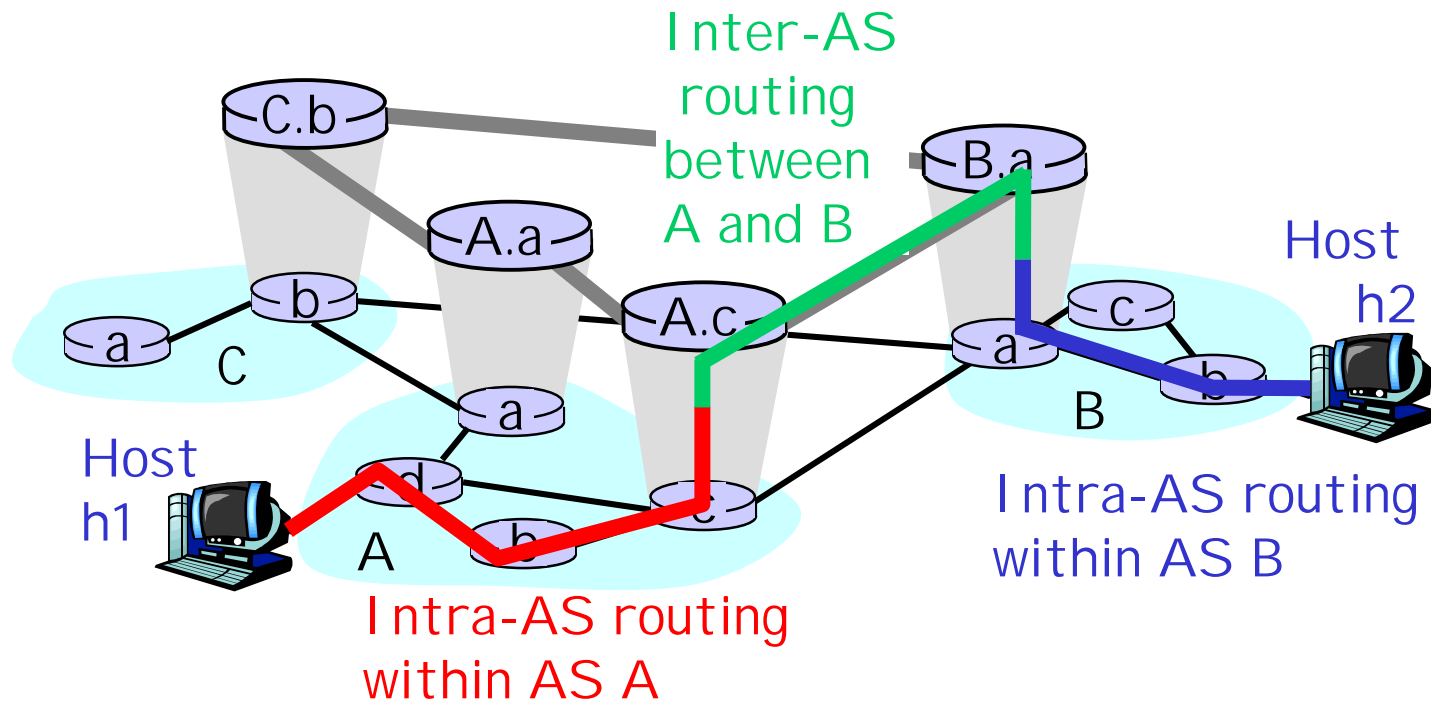 Inter-AS
routing
between
A and B
C.b
B.a
A.a
Host
h2
A.c
b
c
a
a
C
b
B
a
Host
h1
d
c
b
A
Intra-AS routing
within AS B
Intra-AS routing
within AS A